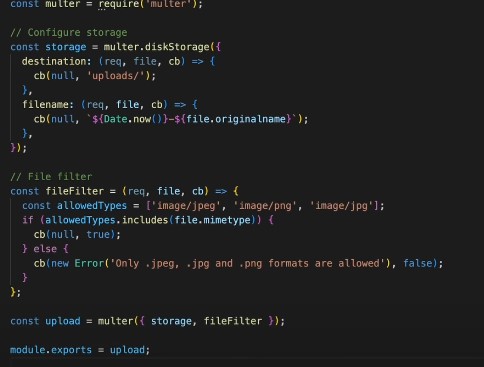 const multer = require('multer');
// Configure storage
const storage = multer.diskStorage({
destination: (req, file, cb) => {
cb(null, 'uploads/');
},
filename: (req, file, cb) => {
cb(null, `${Date.now()}-${file.originalname}`);
},
});
// File filter
const fileFilter = (req, file, cb) => {
const allowedTypes = ['image/jpeg', 'image/png', 'image/jpg'];
if (allowedTypes.includes(file.mimetype)) {
cb(null, true);
} else {
cb(new Error('Only .jpeg, .jpg and .png formats are allowed'), false);
}
};
const upload = multer({ storage, fileFilter });
module.exports = upload;